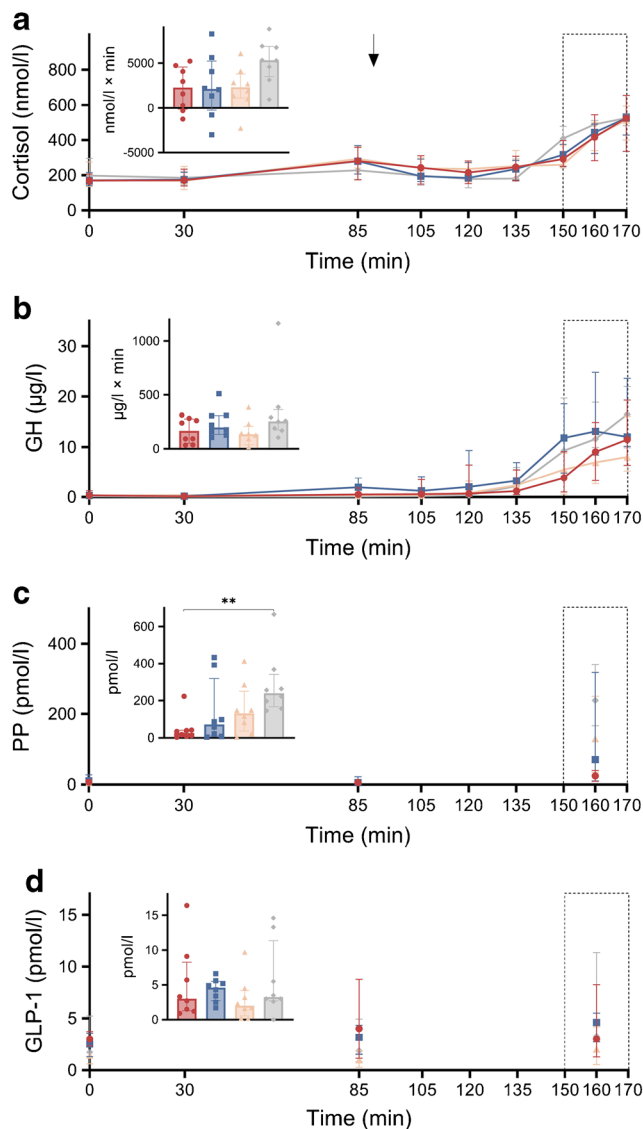 a
Cortisol (nmol/l)
800
600
400
200
0
nmol/l × min
5000
0
-5000
0 30 85 105 120 135 150 160 170
Time (min)
b
GH (µg/l)
30
20
10
0
µg/l × min
1000
500
0
0 30 85 105 120 135 150 160 170
Time (min)
c
PP (pmol/l)
400
200
0
pmol/l
600
400
200
0
**
0 30 85 105 120 135 150 160 170
Time (min)
d
GLP-1 (pmol/l)
15
10
5
0
pmol/l
15
10
5
0
0 30 85 105 120 135 150 160 170
Time (min)